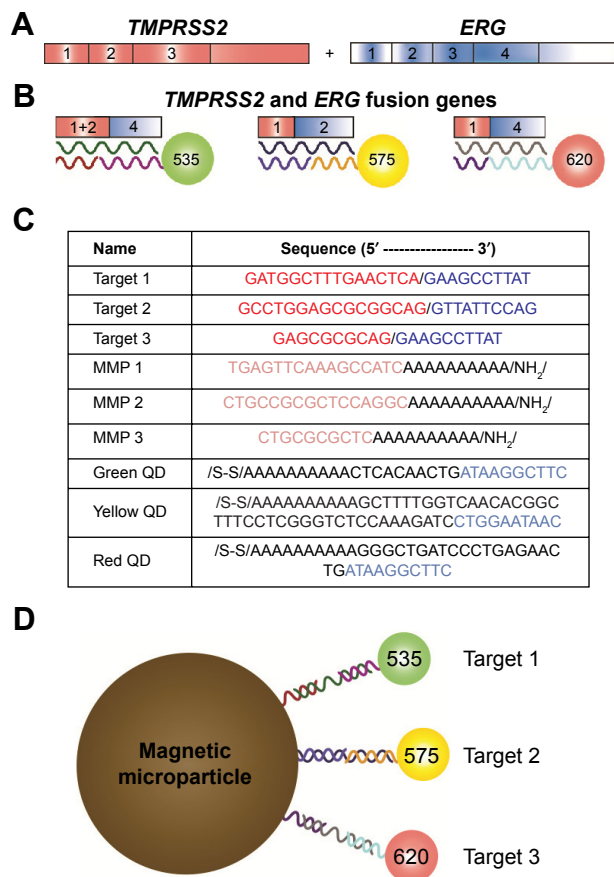 A
TMPRSS2 ERG
1 2 3 + 1 2 3 4
B
TMPRSS2 and ERG fusion genes
1+2 4 1 2 1 4
535 575 620
C
Name Sequence (5′ ----------------- 3′)
Target 1 GATGGCTTTGAACTCA/GAAGCCTTAT
Target 2 GCCTGGAGCGCGGCAG/GTTATTCCAG
Target 3 GAGCGCGCAG/GAAGCCTTAT
MMP 1 TGAGTTCAAAGCCATCAAAAAAAAAA/NH2/
MMP 2 CTGCCGCGCTCCAGGCAAAAAAAAAA/NH2/
MMP 3 CTGCGCGCTCAAAAAAAAAA/NH2/
Green QD /S-S/AAAAAAAAAACTCACAACTGATAAGGCTTC
Yellow QD /S-S/AAAAAAAAAAGCTTTTGGTCAACACGGC
TTTCCTCGGGTCTCCAAAGATCCTGGAATAAC
Red QD /S-S/AAAAAAAAAAGGGCTGATCCCTGAGAAC
TGATAAGGCTTC
D
535 Target 1
Magnetic
microparticle
575 Target 2
620 Target 3